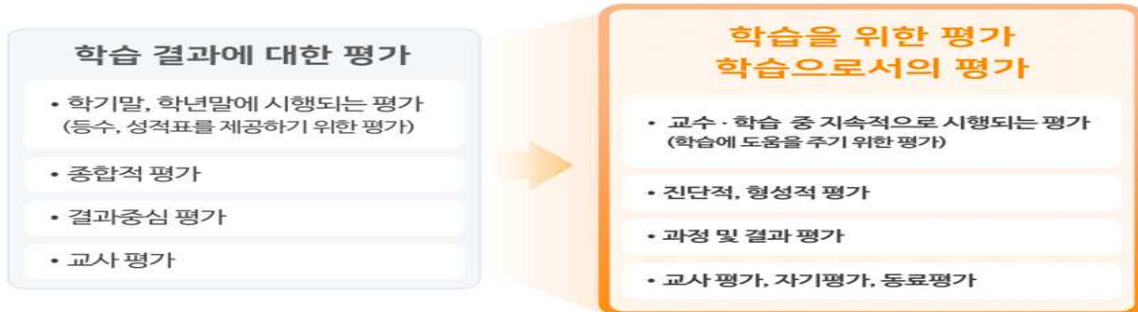 학습 결과에 대한 평가
• 학기말, 학년말에 시행되는 평가
(등수, 성적표를 제공하기 위한 평가)
• 종합적 평가
• 결과중심 평가
• 교사 평가
학습을 위한 평가
학습으로서의 평가
• 교수 · 학습 중 지속적으로 시행되는 평가
(학습에 도움을 주기 위한 평가)
• 진단적, 형성적 평가
• 과정 및 결과 평가
• 교사 평가, 자기평가, 동료평가